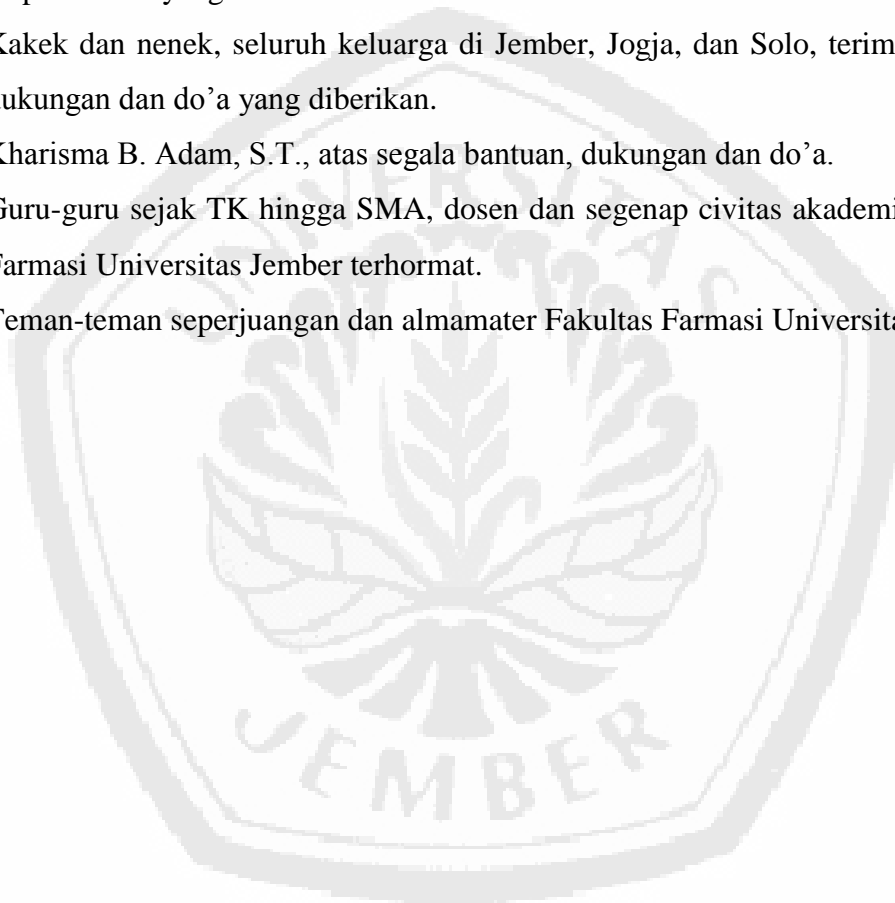 Kakek dan nenek, seluruh keluarga di Jember, Jogja, dan Solo, terim
dukungan dan do’a yang diberikan.
Kharisma B. Adam, S.T., atas segala bantuan, dukungan dan do’a.
Guru-guru sejak TK hingga SMA, dosen dan segenap civitas akademi
Farmasi Universitas Jember terhormat.
Teman-teman seperjuangan dan almamater Fakultas Farmasi Universita
UNIVERSITAS
JEMBER